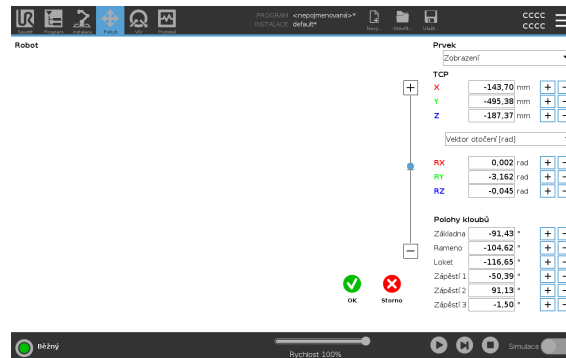 PROGRAM <nepojmenovaná>*
INSTALACE default*
Spustit Program Instalace Pohyb V/V Protokol
Nový... Otevří... Uložit...
CCCC
CCCC
Robot
Prvek
Zobrazení
TCP
X -143,70 mm + -
Y -495,38 mm + -
Z -187,37 mm + -
Vektor otočení [rad]
RX 0,002 rad + -
RY -3,162 rad + -
RZ -0,045 rad + -
Polohy kloubů
Základna -91,43 ° + -
Rameno -104,62 ° + -
Loket -116,65 ° + -
Zápěstí 1 -50,39 ° + -
Zápěstí 2 91,13 ° + -
Zápěstí 3 -1,50 ° + -
OK Storno
Běžný
Rychlost 100%
Simulace